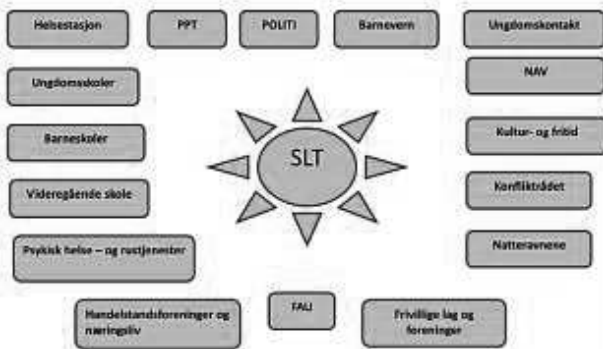 Helsestasjon
PPT
POLITI
Barnevern
Ungdomskontakt
Ungdomsskoler
NAV
Barneskoler
SLT
Kultur- og fritid
Videregående skole
Konfliktrådet
Psykisk helse – og rustjenester
Natteravnene
Handelstandsforeninger og
næringsliv
FAU
Frivillige lag og
foreninger